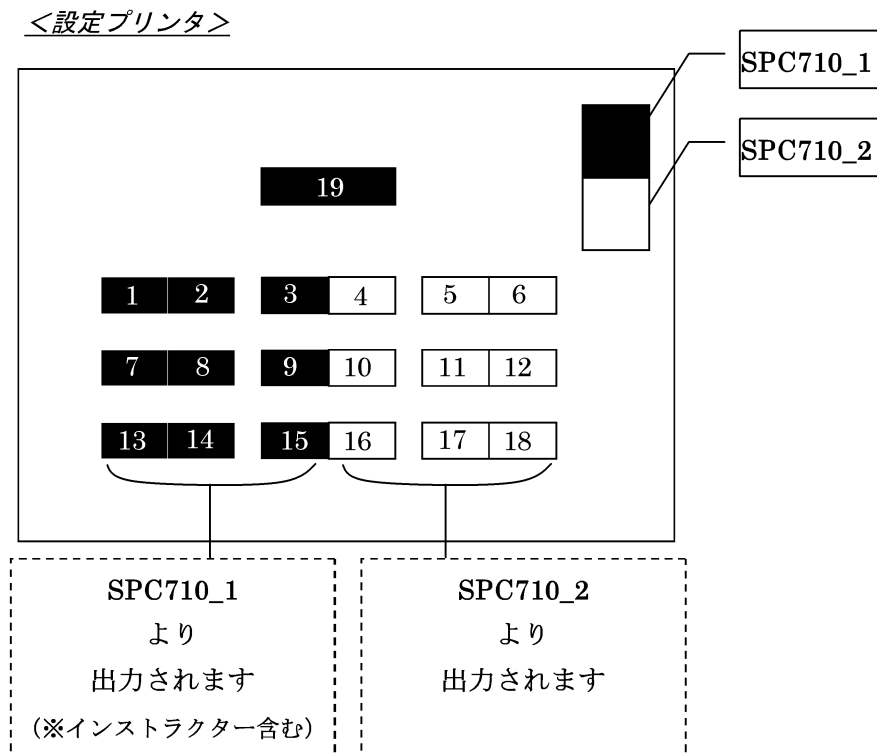 ＜設定プリンタ＞
SPC710_1
SPC710_2
19
1 2 3 4 5 6
7 8 9 10 11 12
13 14 15 16 17 18
SPC710_1
より
出力されます
（※インストラクター含む）
SPC710_2
より
出力されます